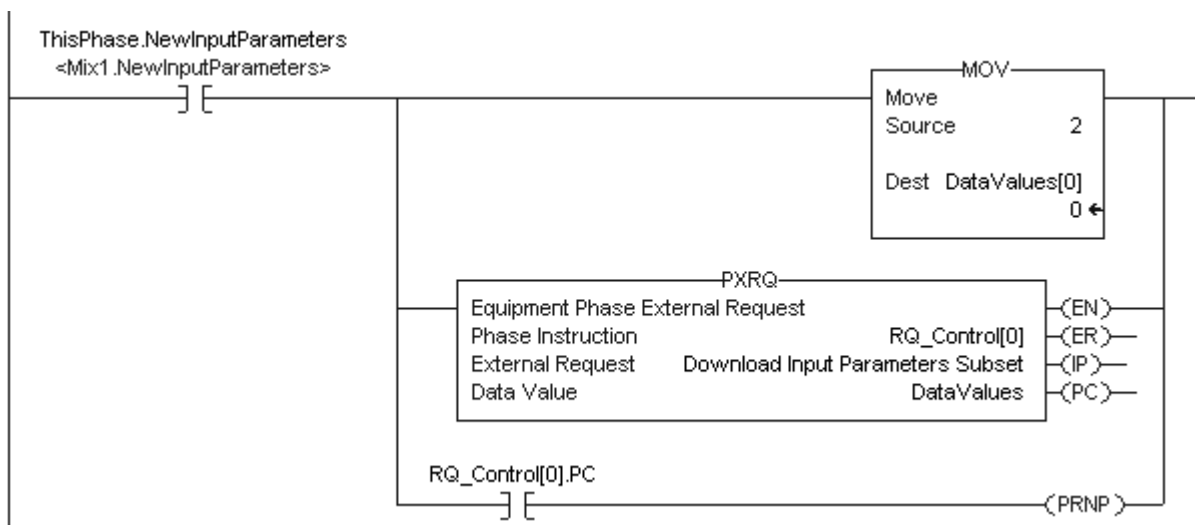 ThisPhase.NewInputParameters
<Mix1.NewInputParameters>
MOV
Move
Source 2
Dest DataValues[0]
0
PXRQ
Equipment Phase External Request (EN)
Phase Instruction RQ_Control[0] (ER)
External Request Download Input Parameters Subset (IP)
Data Value DataValues (PC)
RQ_Control[0].PC
(PRNP)